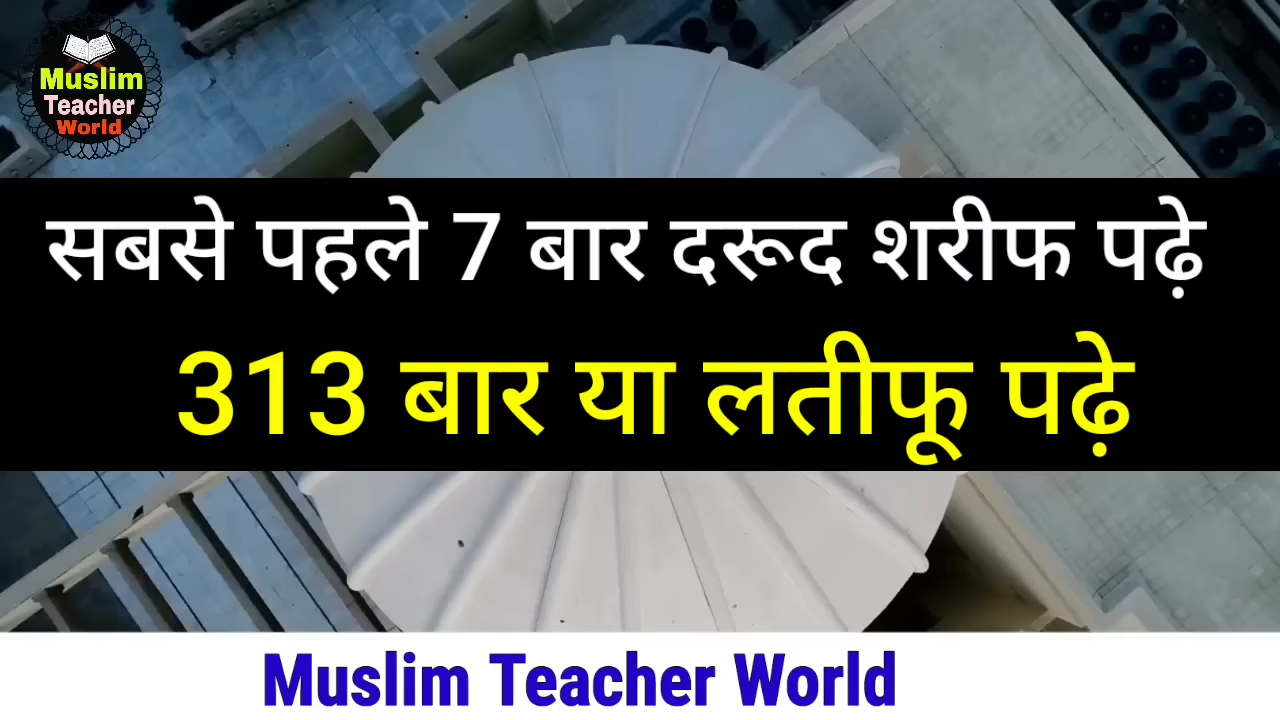 Muslim
Teacher
World
सबसे पहले 7 बार दरूद शरीफ पढ़े
313 बार या लतीफू पढ़े
Muslim Teacher World